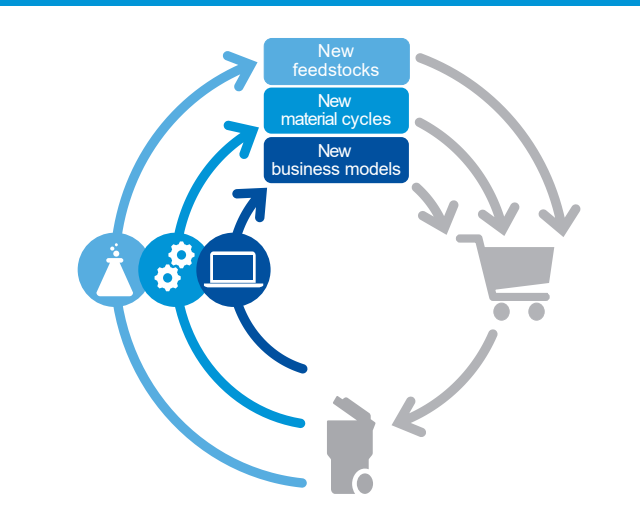 New
feedstocks
New
material cycles
New
business models